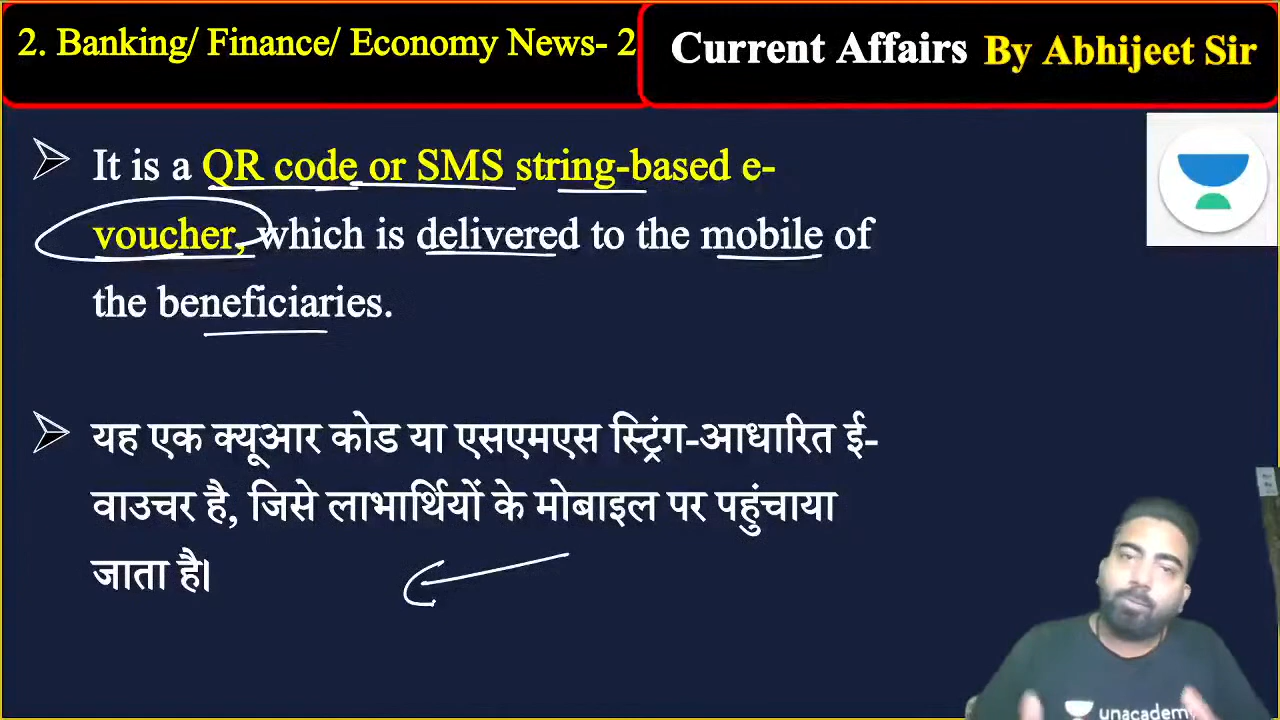 2. Banking/ Finance/ Economy News- 2
Current Affairs By Abhijeet Sir
It is a QR code or SMS string-based e-
voucher, which is delivered to the mobile of
the beneficiaries.
यह एक क्यूआर कोड या एसएमएस स्ट्रिंग-आधारित ई-
वाउचर है, जिसे लाभार्थियों के मोबाइल पर पहुंचाया
जाता है।
unacademy